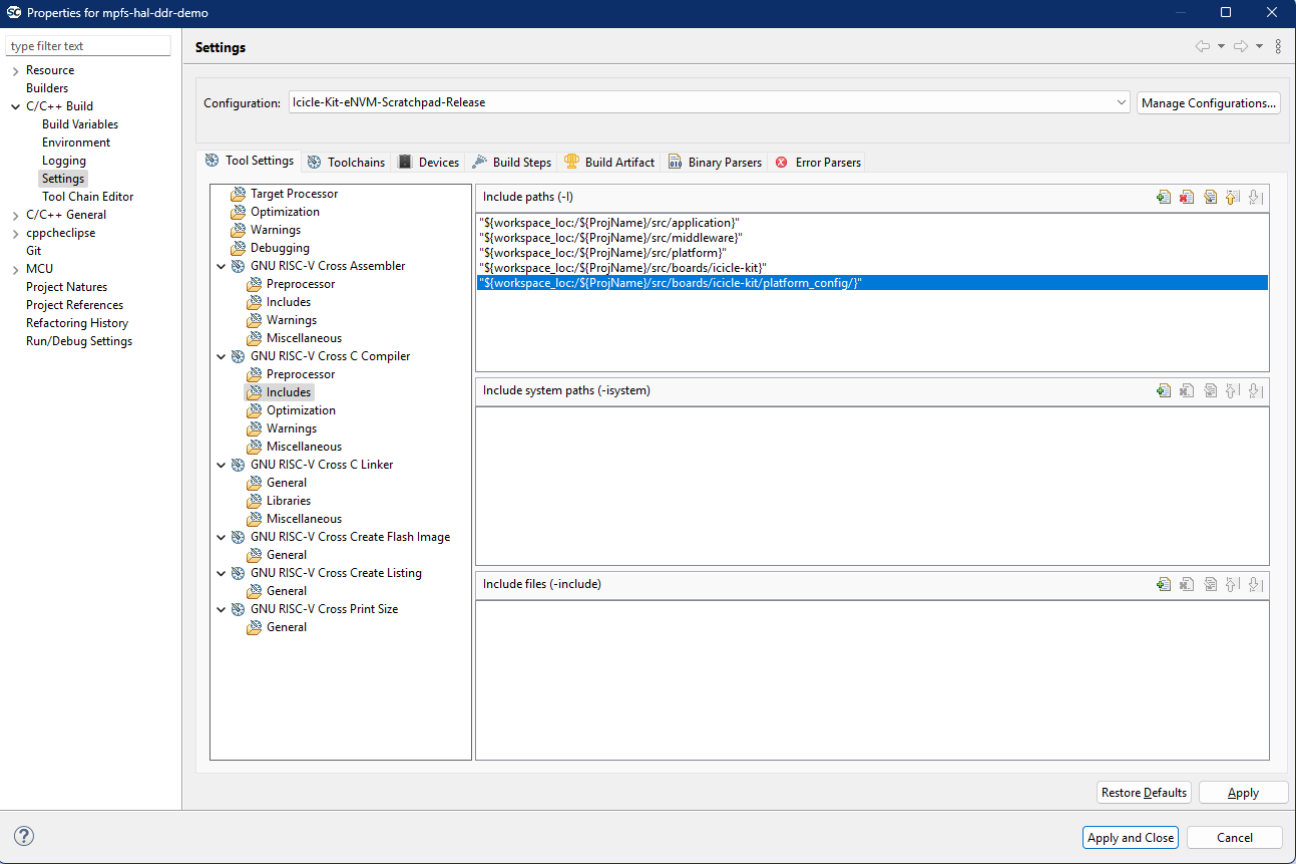 Properties for mpfs-hal-ddr-demo
type filter text
Resource
Builders
C/C++ Build
Build Variables
Environment
Logging
Settings
Tool Chain Editor
C/C++ General
cppcheclipse
Git
MCU
Project Natures
Project References
Refactoring History
Run/Debug Settings
Settings
Configuration: Icicle-Kit-eNVM-Scratchpad-Release
Manage Configurations...
Tool Settings Toolchains Devices Build Steps Build Artifact Binary Parsers Error Parsers
Target Processor
Optimization
Warnings
Debugging
GNU RISC-V Cross Assembler
Preprocessor
Includes
Warnings
Miscellaneous
GNU RISC-V Cross C Compiler
Preprocessor
Includes
Optimization
Warnings
Miscellaneous
GNU RISC-V Cross C Linker
General
Libraries
Miscellaneous
GNU RISC-V Cross Create Flash Image
General
GNU RISC-V Cross Create Listing
General
GNU RISC-V Cross Print Size
General
Include paths (-I)
"${workspace_loc:/${ProjName}/src/application}"
"${workspace_loc:/${ProjName}/src/middleware}"
"${workspace_loc:/${ProjName}/src/platform}"
"${workspace_loc:/${ProjName}/src/boards/icicle-kit}"
"${workspace_loc:/${ProjName}/src/boards/icicle-kit/platform_config/}"
Include system paths (-isystem)
Include files (-include)
Restore Defaults
Apply
Apply and Close
Cancel